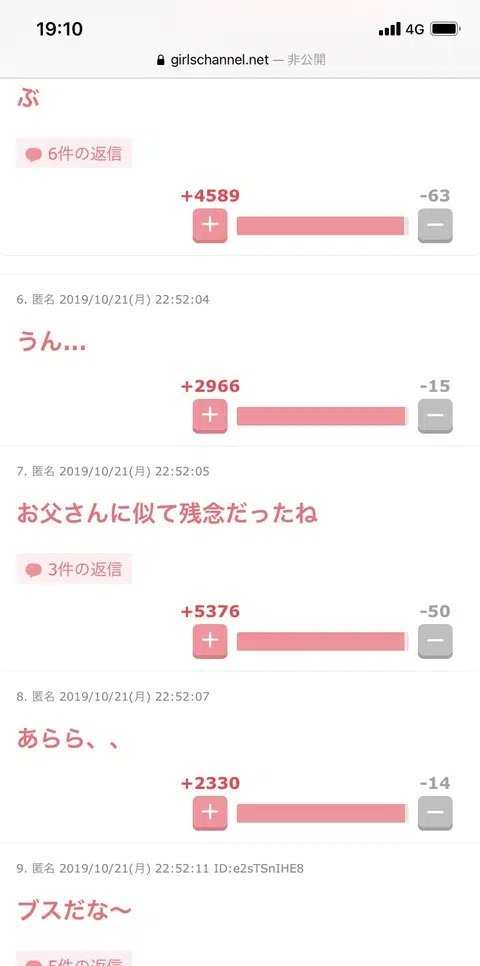 19:10
4G
girlschannel.net — 非公開
ぶ
6件の返信
+4589 -63
6. 匿名 2019/10/21(月) 22:52:04
うん...
+2966 -15
7. 匿名 2019/10/21(月) 22:52:05
お父さんに似て残念だったね
3件の返信
+5376 -50
8. 匿名 2019/10/21(月) 22:52:07
あらら、、
+2330 -14
9. 匿名 2019/10/21(月) 22:52:11 ID:e2sTSnIHE8
ブスだな〜
5件の返信